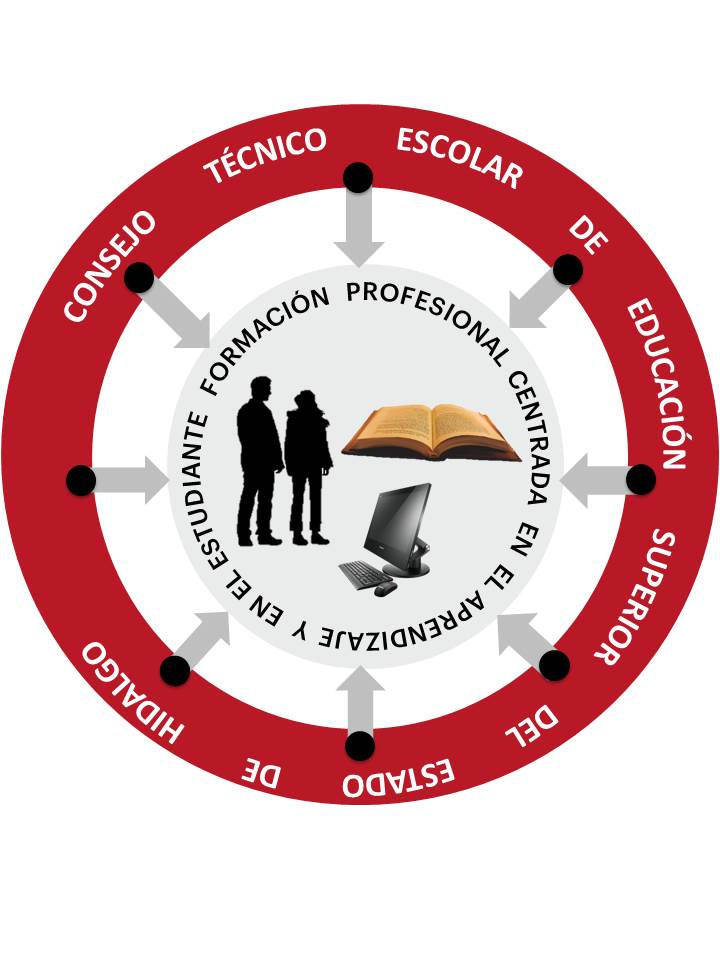 CONSEJO TÉCNICO ESCOLAR DE EDUCACIÓN SUPERIOR DEL ESTADO DE HIDALGO
FORMACIÓN PROFESIONAL CENTRADA EN EL APRENDIZAJE Y EN EL ESTUDIANTE